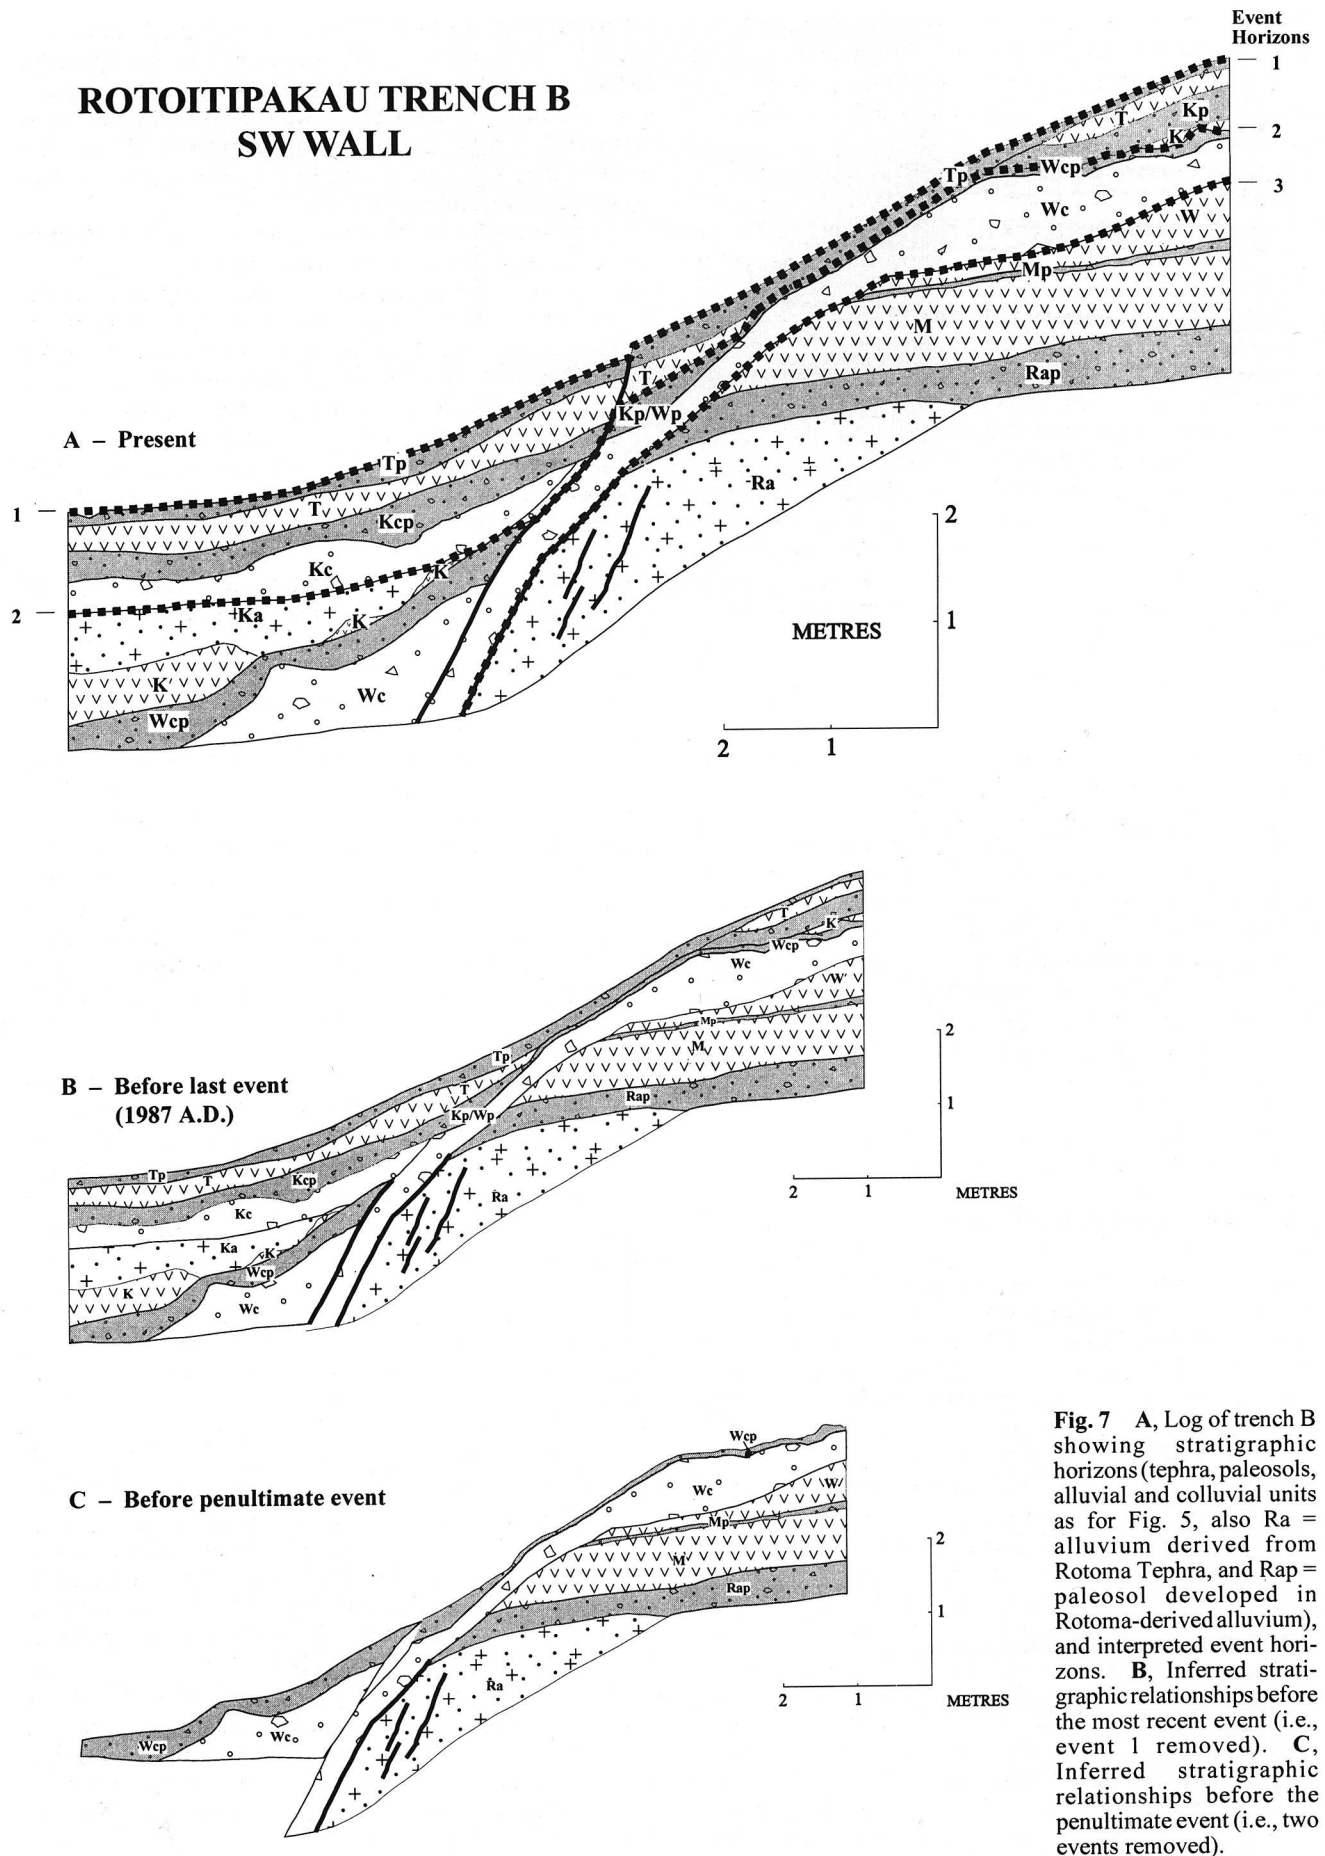 ROTOITIPAKAU TRENCH B
SW WALL
Event
Horizons
1
2
3
T
Kp
K
Tp
Wcp
Wc
W
Mp
M
Rap
T
Kp/Wp
A – Present
Tp
Ra
1
T
Kcp
Kc
K
2
Ka
K
K
Wc
Wcp
2
1
METRES
2
1
T
K
Wcp
Wc
W
Mp
M
Tp
Rap
T
Kp/Wp
B – Before last event
(1987 A.D.)
Tp
T
Kcp
Ra
Kc
Ka
K
Wcp
K
Wc
2
1
2
1
METRES
C – Before penultimate event
Wcp
Wc
W
Mp
M
Rap
Ra
Wc
Wcp
2
1
2
1
METRES
Fig. 7 A, Log of trench B
showing stratigraphic
horizons (tephra, paleosols,
alluvial and colluvial units
as for Fig. 5, also Ra =
alluvium derived from
Rotoma Tephra, and Rap =
paleosol developed in
Rotoma-derived alluvium),
and interpreted event hori-
zons. B, Inferred strati-
graphic relationships before
the most recent event (i.e.,
event 1 removed). C,
Inferred stratigraphic
relationships before the
penultimate event (i.e., two
events removed).